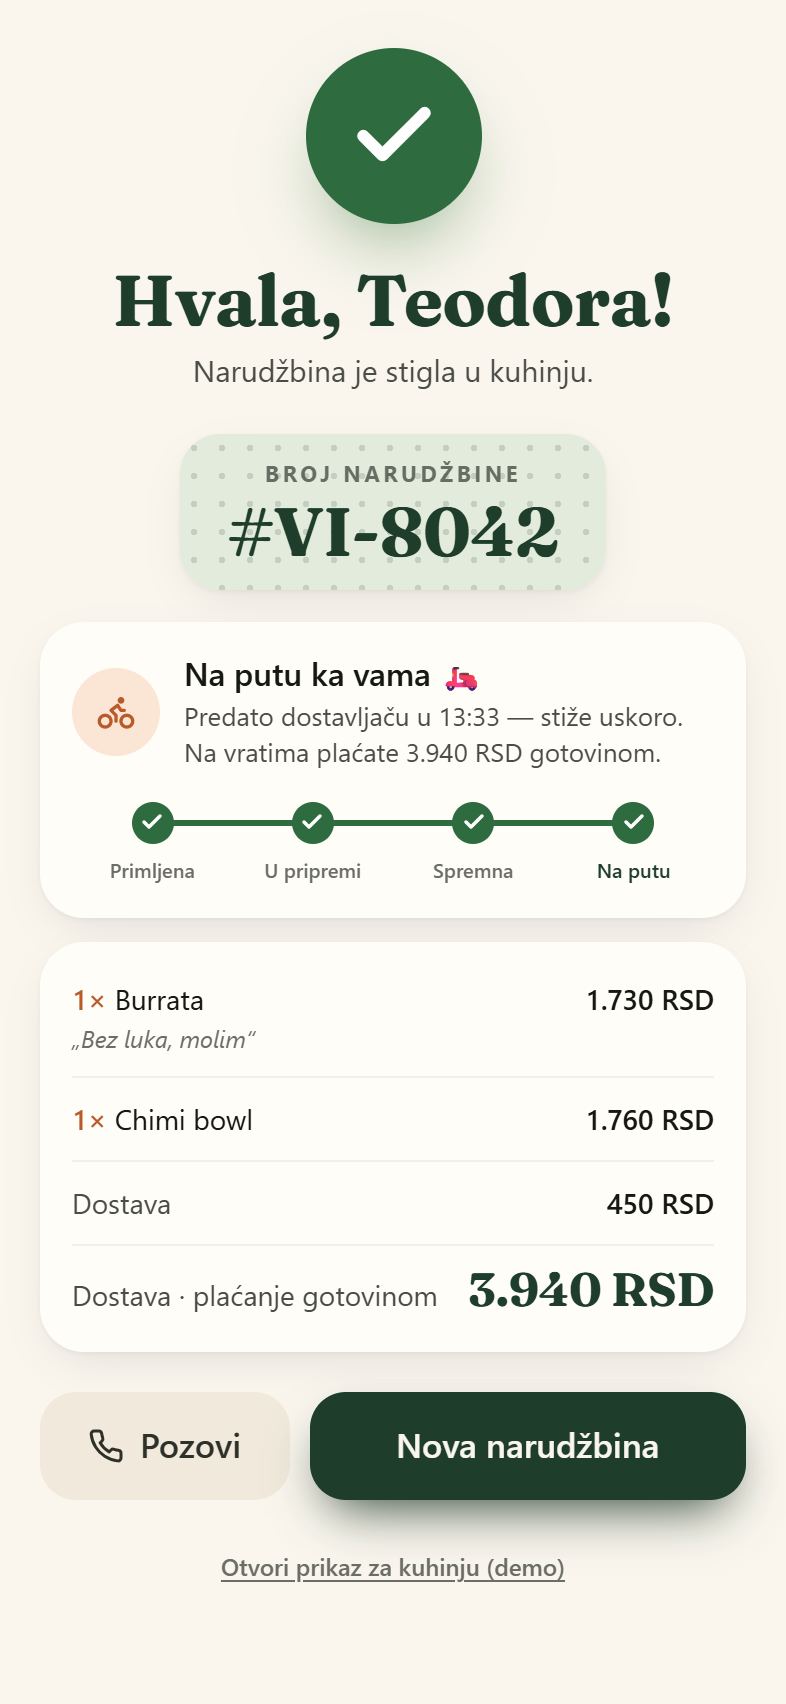 Hvala, Teodora!
Narudžbina je stigla u kuhinju.
BROJ NARUDŽBINE
#VI-8042
Na putu ka vama 🛵
Predato dostavljaču u 13:33 — stiže uskoro.
Na vratima plaćate 3.940 RSD gotovinom.
Primljena U pripremi Spremna Na putu
1× Burrata 1.730 RSD
„Bez luka, molim“
1× Chimi bowl 1.760 RSD
Dostava 450 RSD
Dostava · plaćanje gotovinom 3.940 RSD
Pozovi Nova narudžbina
Otvori prikaz za kuhinju (demo)